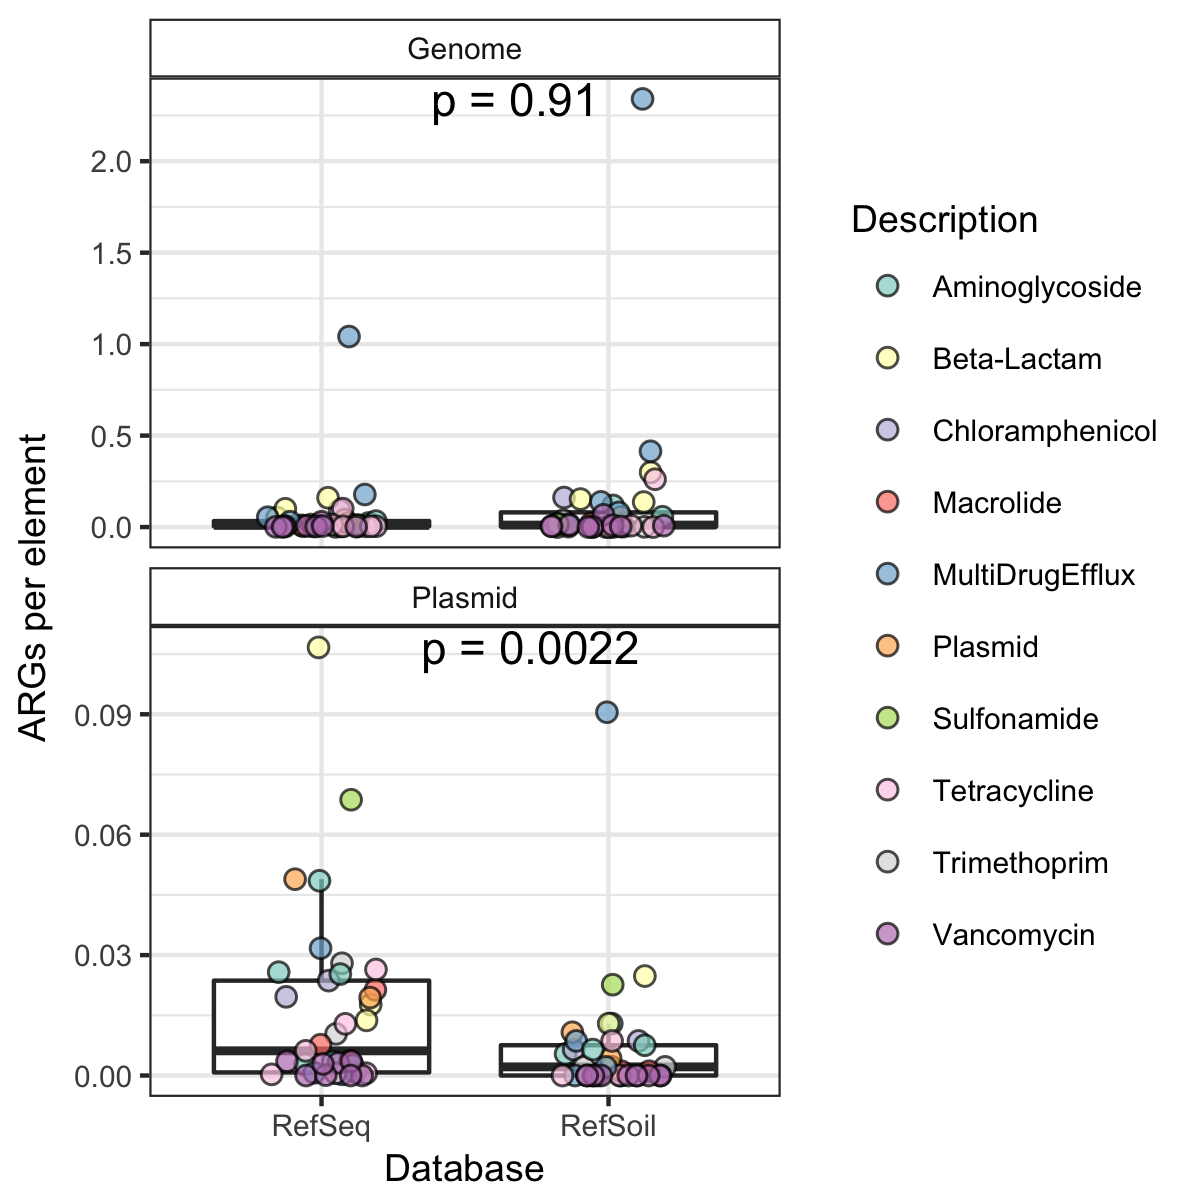 Genome
p = 0.91
2.0
1.5
1.0
0.5
0.0
Plasmid
p = 0.0022
0.09
0.06
0.03
0.00
RefSeq
RefSoil
Database
ARGs per element
Description
Aminoglycoside
Beta-Lactam
Chloramphenicol
Macrolide
MultiDrugEfflux
Plasmid
Sulfonamide
Tetracycline
Trimethoprim
Vancomycin